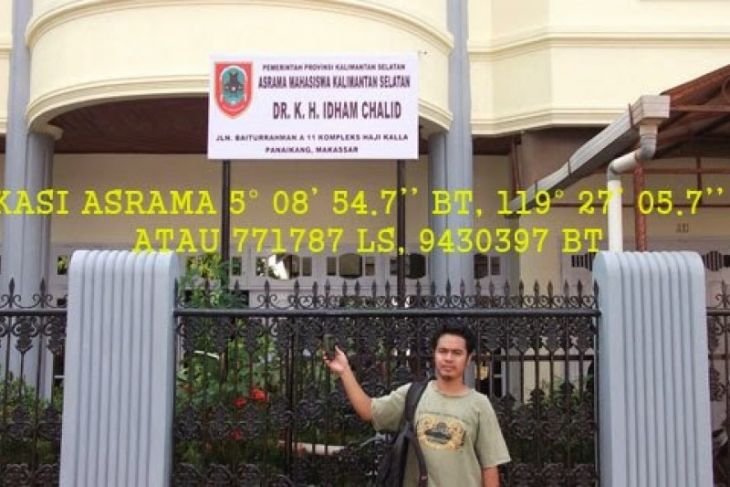 PEMERINTAH PROVINSI KALIMANTAN SELATAN
ASRAMA MAHASISWA KALIMANTAN SELATAN
DR. K. H. IDHAM CHALID
JLN. BAITURRAHMAN A 11 KOMPLEKS HAJI KALLA
PANAIKANG, MAKASSAR
KASI ASRAMA 5° 08' 54.7'' BT, 119° 27' 05.7''
ATAU 771787 LS, 9430397 BT